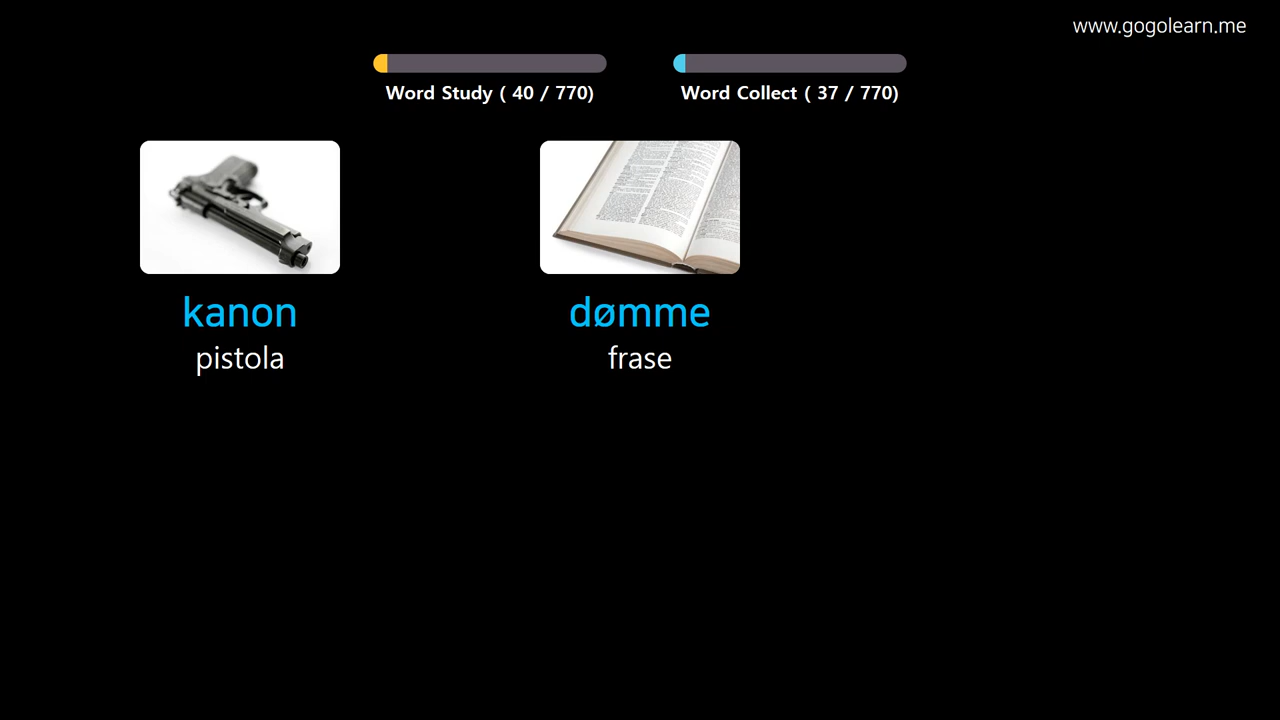 www.gogolearn.me
Word Study ( 40 / 770)
Word Collect ( 37 / 770)
kanon
pistola
dømme
frase